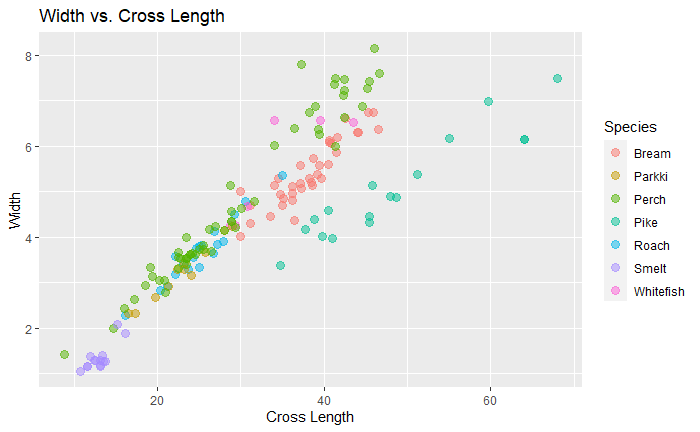 Width vs. Cross Length
8
6
4
2
Width
20
40
60
Cross Length
Species
Bream
Parkki
Perch
Pike
Roach
Smelt
Whitefish